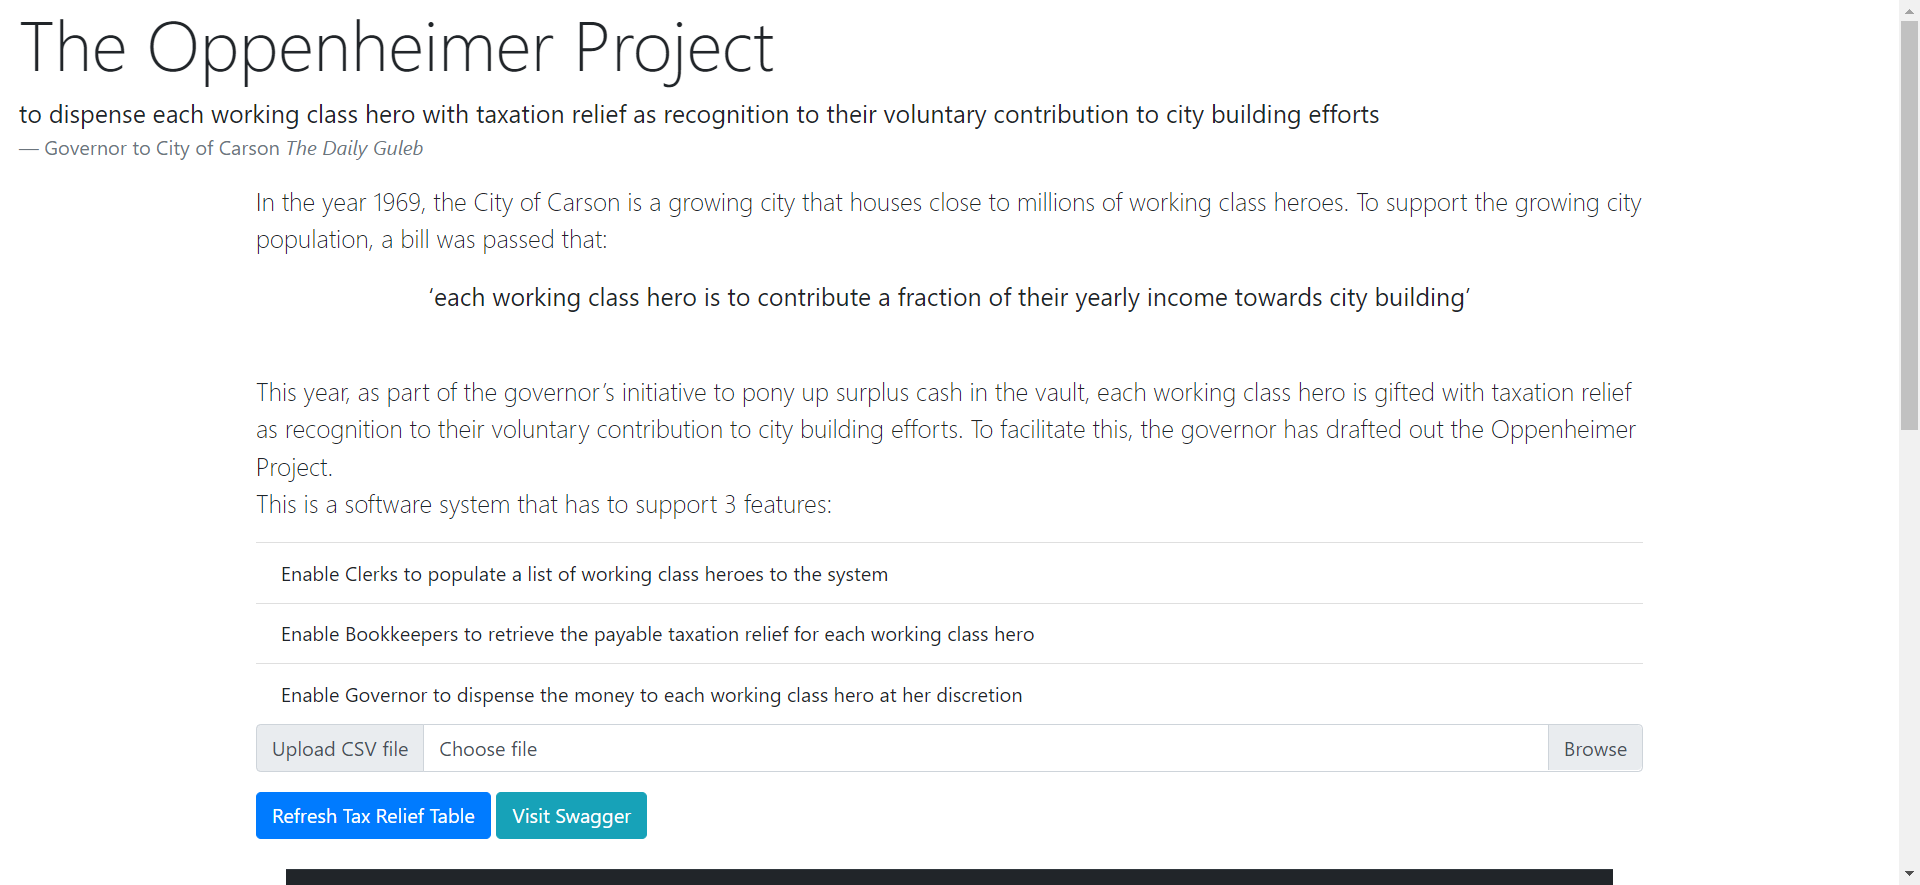 The Oppenheimer Project
to dispense each working class hero with taxation relief as recognition to their voluntary contribution to city building efforts
— Governor to City of Carson The Daily Guleb
In the year 1969, the City of Carson is a growing city that houses close to millions of working class heroes. To support the growing city
population, a bill was passed that:
‘each working class hero is to contribute a fraction of their yearly income towards city building’
This year, as part of the governor’s initiative to pony up surplus cash in the vault, each working class hero is gifted with taxation relief
as recognition to their voluntary contribution to city building efforts. To facilitate this, the governor has drafted out the Oppenheimer
Project.
This is a software system that has to support 3 features:
Enable Clerks to populate a list of working class heroes to the system
Enable Bookkeepers to retrieve the payable taxation relief for each working class hero
Enable Governor to dispense the money to each working class hero at her discretion
Upload CSV file Choose file Browse
Refresh Tax Relief Table Visit Swagger